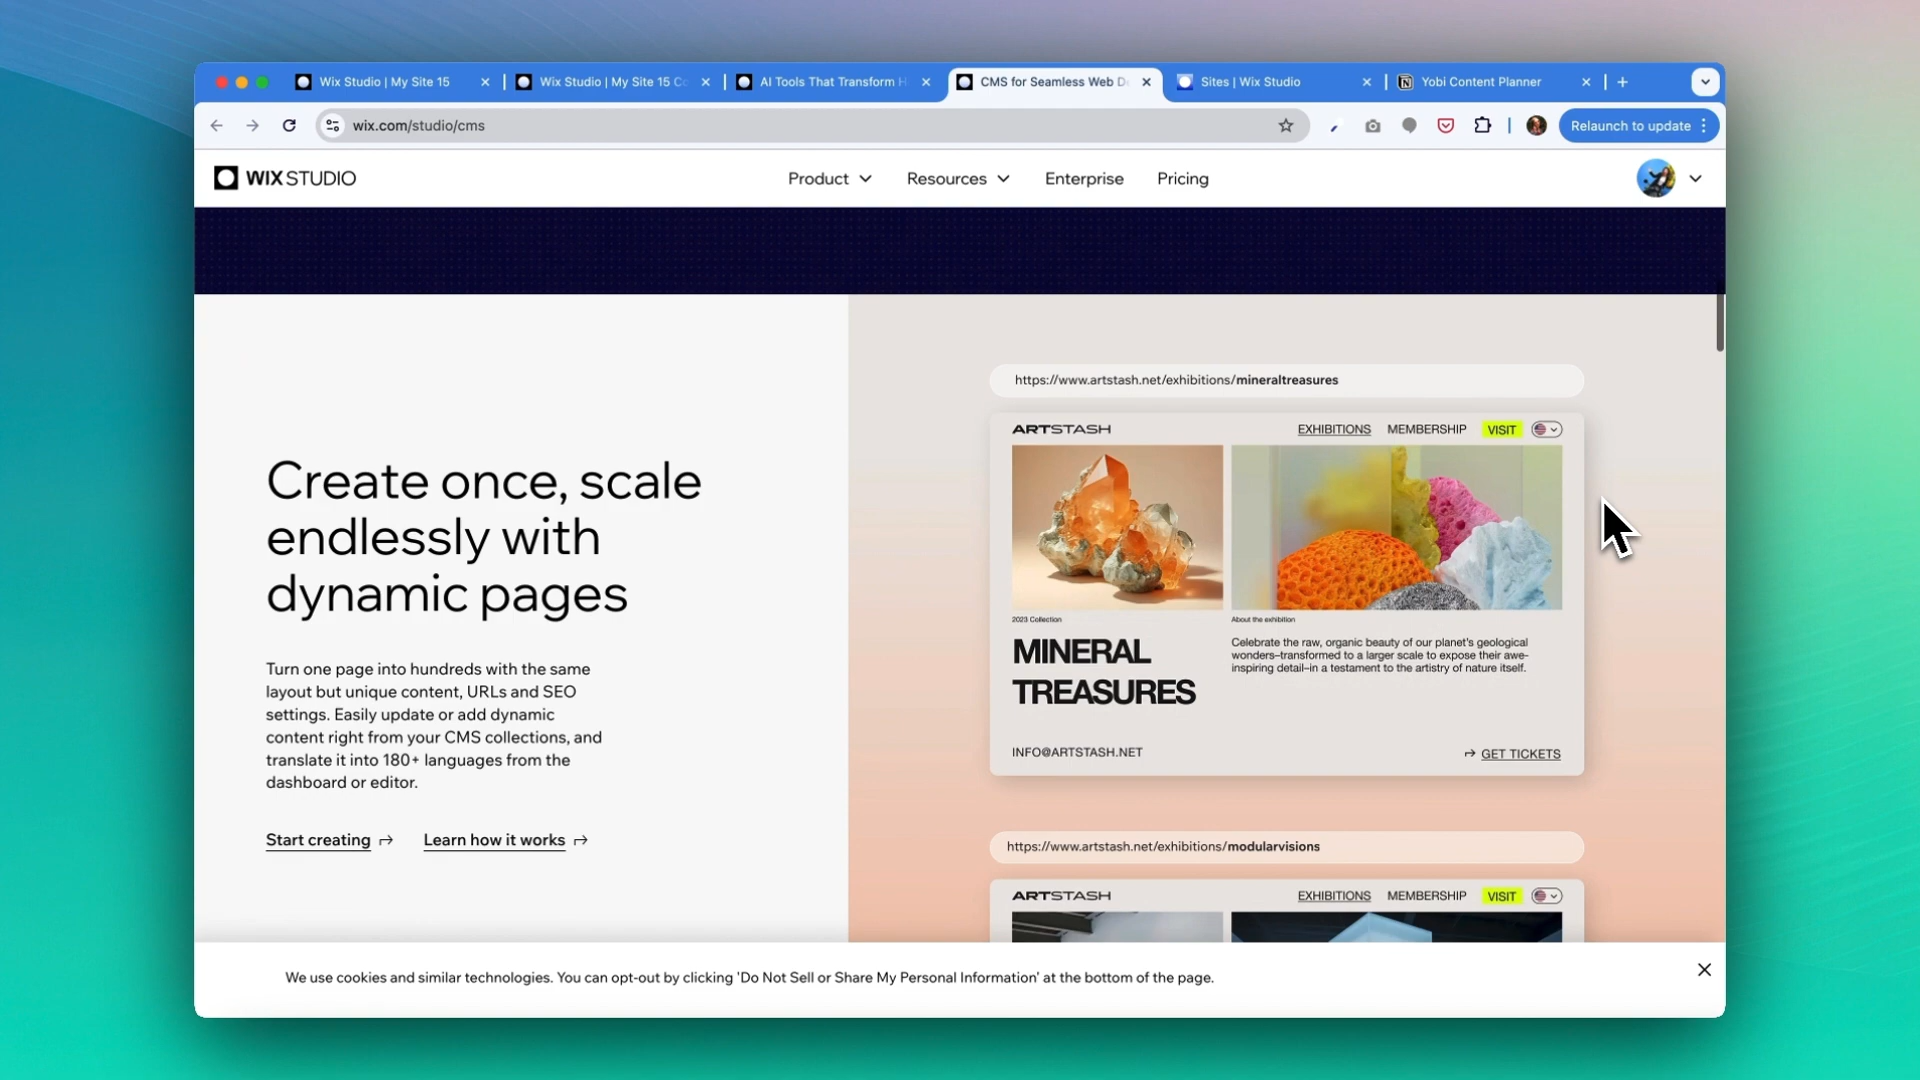 Wix Studio | My Site 15
Wix Studio | My Site 15 Co
AI Tools That Transform H
CMS for Seamless Web D
Sites | Wix Studio
Yobi Content Planner
wix.com/studio/cms
Relaunch to update
WIX STUDIO
Product
Resources
Enterprise
Pricing
Create once, scale
endlessly with
dynamic pages
Turn one page into hundreds with the same
layout but unique content, URLs and SEO
settings. Easily update or add dynamic
content right from your CMS collections, and
translate it into 180+ languages from the
dashboard or editor.
Start creating
Learn how it works
https://www.artstash.net/exhibitions/mineraltreasures
ARTSTASH
EXHIBITIONS
MEMBERSHIP
VISIT
2023 Collection
MINERAL
TREASURES
About the exhibition
Celebrate the raw, organic beauty of our planet's geological
wonders–transformed to a larger scale to expose their awe-
inspiring detail–in a testament to the artistry of nature itself.
INFO@ARTSTASH.NET
GET TICKETS
https://www.artstash.net/exhibitions/modularvisions
ARTSTASH
EXHIBITIONS
MEMBERSHIP
VISIT
We use cookies and similar technologies. You can opt-out by clicking 'Do Not Sell or Share My Personal Information' at the bottom of the page.